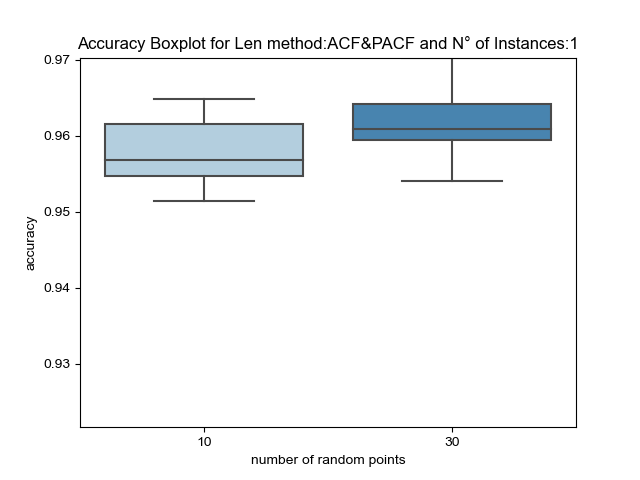 Accuracy Boxplot for Len method:ACF&PACF and N° of Instances:1
0.97
0.96
0.95
0.94
0.93
accuracy
10
30
number of random points